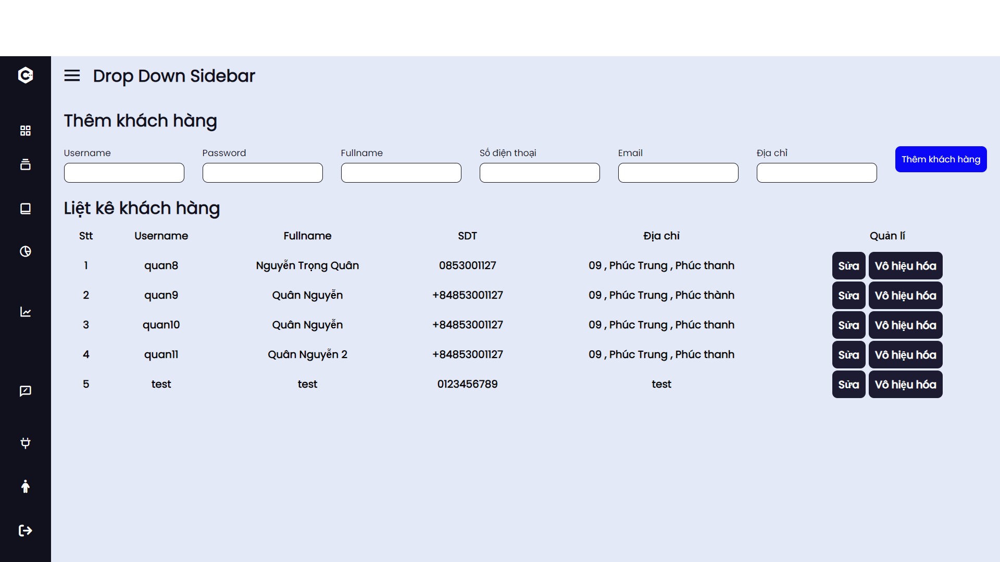 Drop Down Sidebar
Thêm khách hàng
Username Password Fullname Số điện thoại Email Địa chỉ Thêm khách hàng
Liệt kê khách hàng
Stt Username Fullname SDT Địa chỉ Quản lí
1 quan8 Nguyễn Trọng Quân 0853001127 09 , Phúc Trung , Phúc thanh Sửa Vô hiệu hóa
2 quan9 Quân Nguyễn +84853001127 09 , Phúc Trung , Phúc thành Sửa Vô hiệu hóa
3 quan10 Quân Nguyễn +84853001127 09 , Phúc Trung , Phúc thanh Sửa Vô hiệu hóa
4 quan11 Quân Nguyễn 2 +84853001127 09 , Phúc Trung , Phúc thanh Sửa Vô hiệu hóa
5 test test 0123456789 test Sửa Vô hiệu hóa